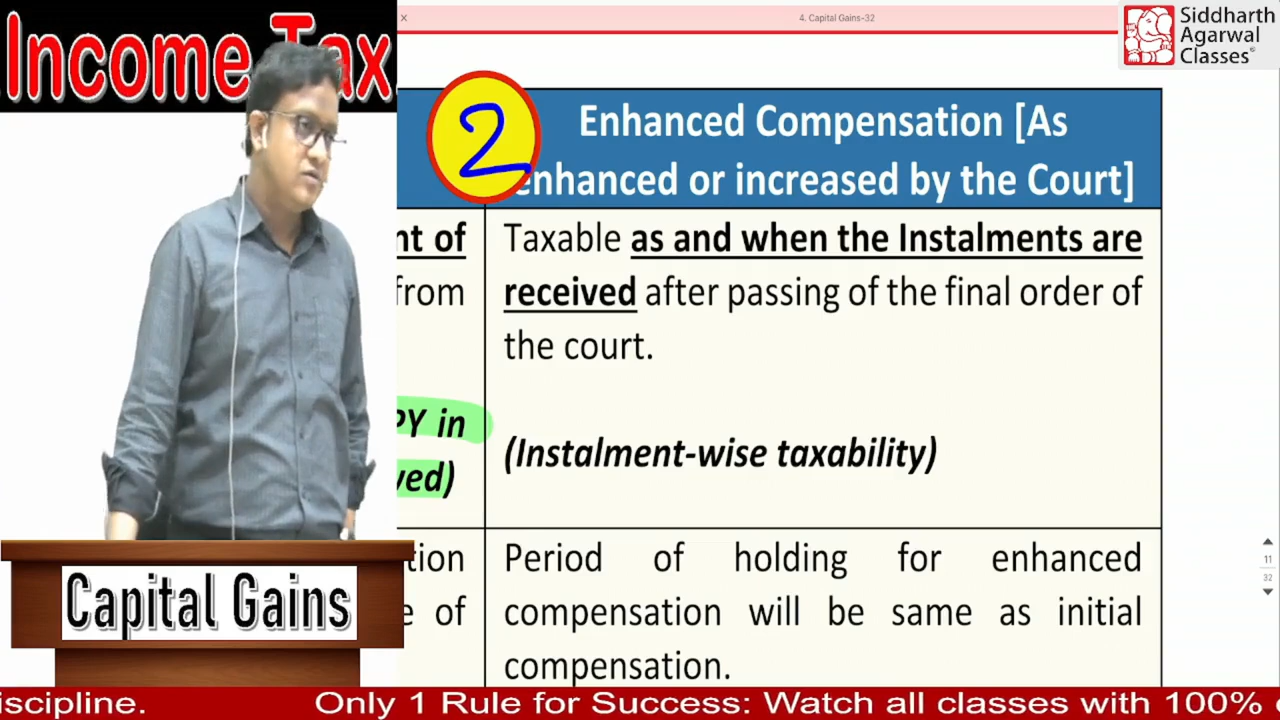 Income Tax
4. Capital Gains-32
Siddharth
Agarwal
Classes
2
Enhanced Compensation [As
enhanced or increased by the Court]
nt of
from
PY in
ved)
Taxable as and when the Instalments are
received after passing of the final order of
the court.
(Instalment-wise taxability)
tion
e of
Period of holding for enhanced
compensation will be same as initial
compensation.
11
32
Capital Gains
iscipline. Only 1 Rule for Success: Watch all classes with 100%